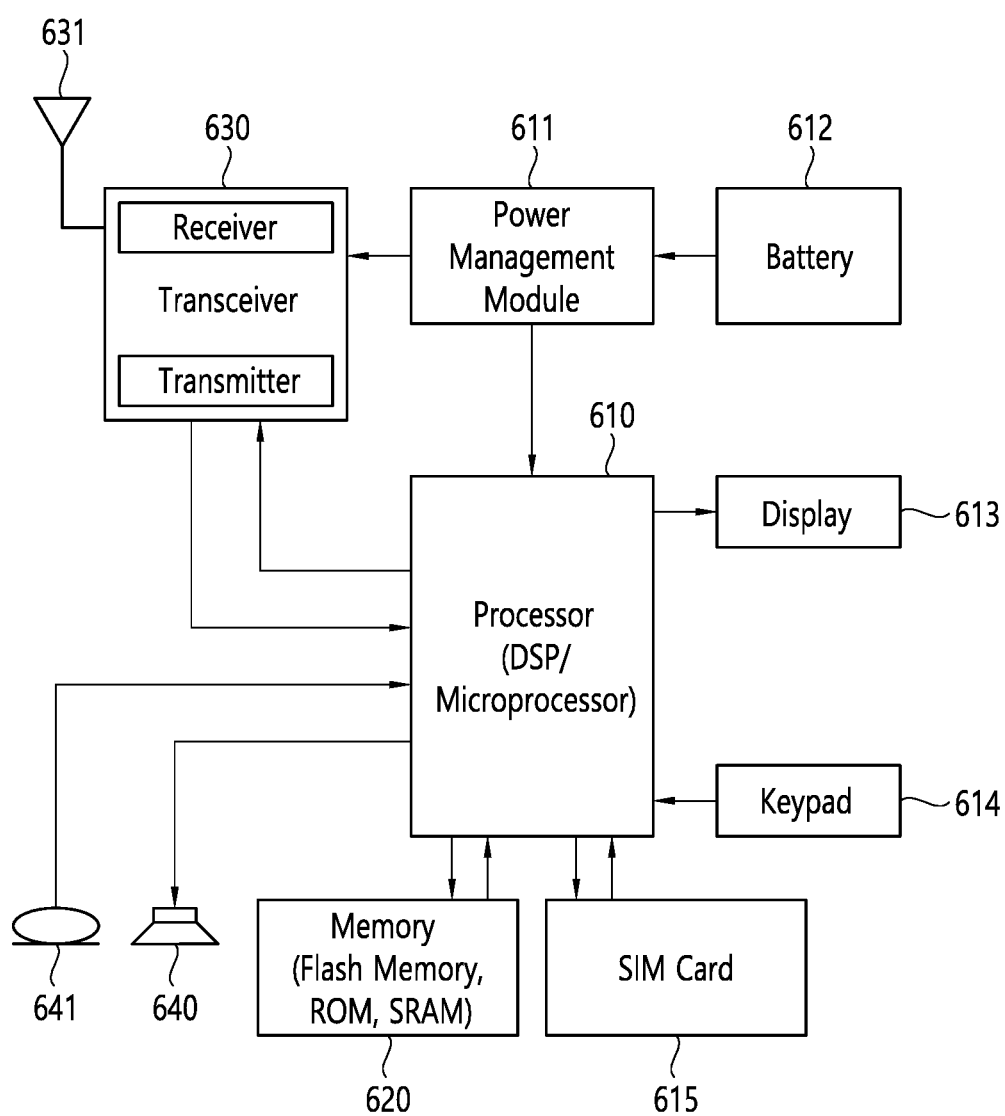 631
630
611
612
Receiver
Transceiver
Transmitter
Power
Management
Module
Battery
610
Display
613
Processor
(DSP/
Microprocessor)
Keypad
614
Memory
(Flash Memory,
ROM, SRAM)
SIM Card
641
640
620
615